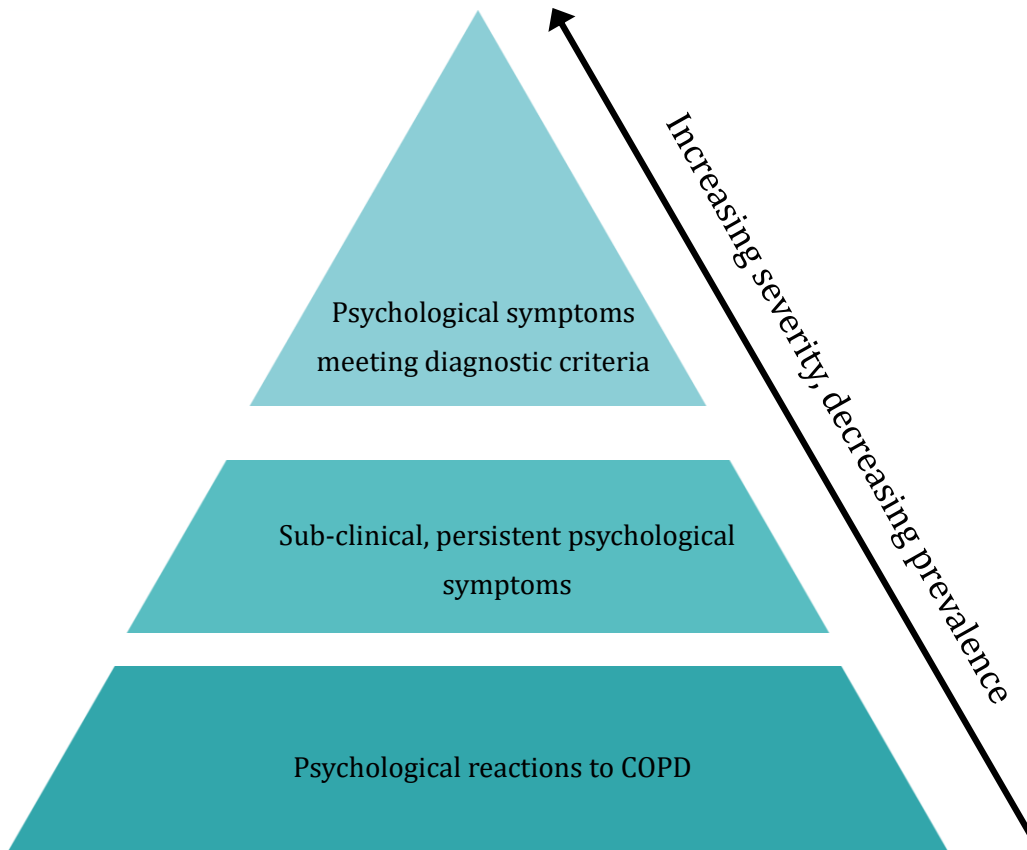 Psychological symptoms
meeting diagnostic criteria
Increasing severity, decreasing prevalence
Sub-clinical, persistent psychological
symptoms
Psychological reactions to COPD